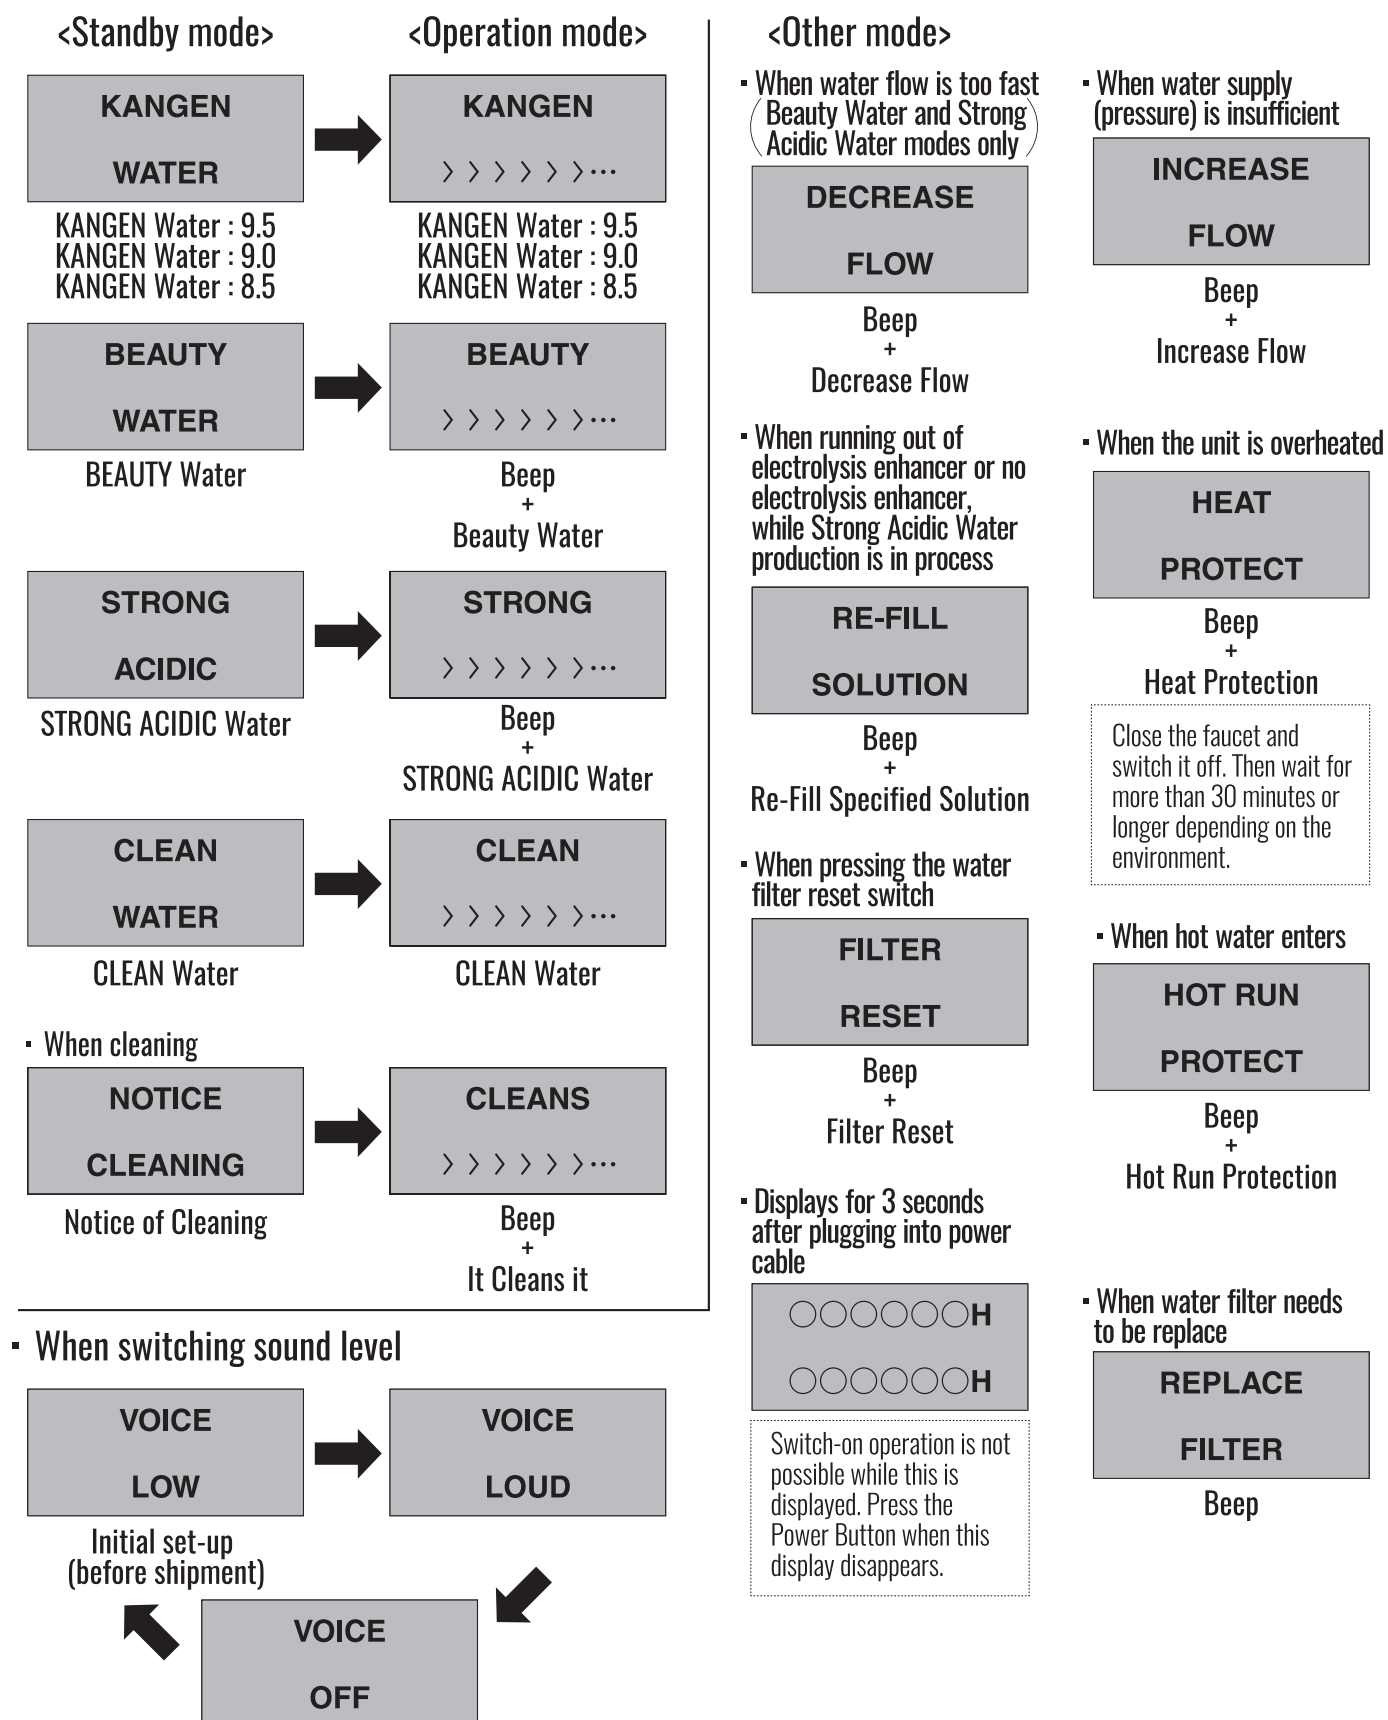 <Standby mode>
<Operation mode>
KANGEN
WATER
KANGEN
〉〉〉〉〉〉···
KANGEN Water : 9.5
KANGEN Water : 9.0
KANGEN Water : 8.5
KANGEN Water : 9.5
KANGEN Water : 9.0
KANGEN Water : 8.5
BEAUTY
WATER
BEAUTY
〉〉〉〉〉〉···
BEAUTY Water
Beep
+
Beauty Water
STRONG
ACIDIC
STRONG
〉〉〉〉〉〉···
STRONG ACIDIC Water
Beep
+
STRONG ACIDIC Water
CLEAN
WATER
CLEAN
〉〉〉〉〉〉···
CLEAN Water
CLEAN Water
▪ When cleaning
NOTICE
CLEANING
CLEANS
〉〉〉〉〉〉···
Notice of Cleaning
Beep
+
It Cleans it
▪ When switching sound level
VOICE
LOW
VOICE
LOUD
Initial set-up
(before shipment)
VOICE
OFF
<Other mode>
▪ When water flow is too fast
(Beauty Water and Strong
Acidic Water modes only)
DECREASE
FLOW
Beep
+
Decrease Flow
▪ When running out of
electrolysis enhancer or no
electrolysis enhancer,
while Strong Acidic Water
production is in process
RE-FILL
SOLUTION
Beep
+
Re-Fill Specified Solution
▪ When pressing the water
filter reset switch
FILTER
RESET
Beep
+
Filter Reset
▪ Displays for 3 seconds
after plugging into power
cable
○○○○○○H
○○○○○○H
Switch-on operation is not
possible while this is
displayed. Press the
Power Button when this
display disappears.
▪ When water supply
(pressure) is insufficient
INCREASE
FLOW
Beep
+
Increase Flow
▪ When the unit is overheated
HEAT
PROTECT
Beep
+
Heat Protection
Close the faucet and
switch it off. Then wait for
more than 30 minutes or
longer depending on the
environment.
▪ When hot water enters
HOT RUN
PROTECT
Beep
+
Hot Run Protection
▪ When water filter needs
to be replace
REPLACE
FILTER
Beep